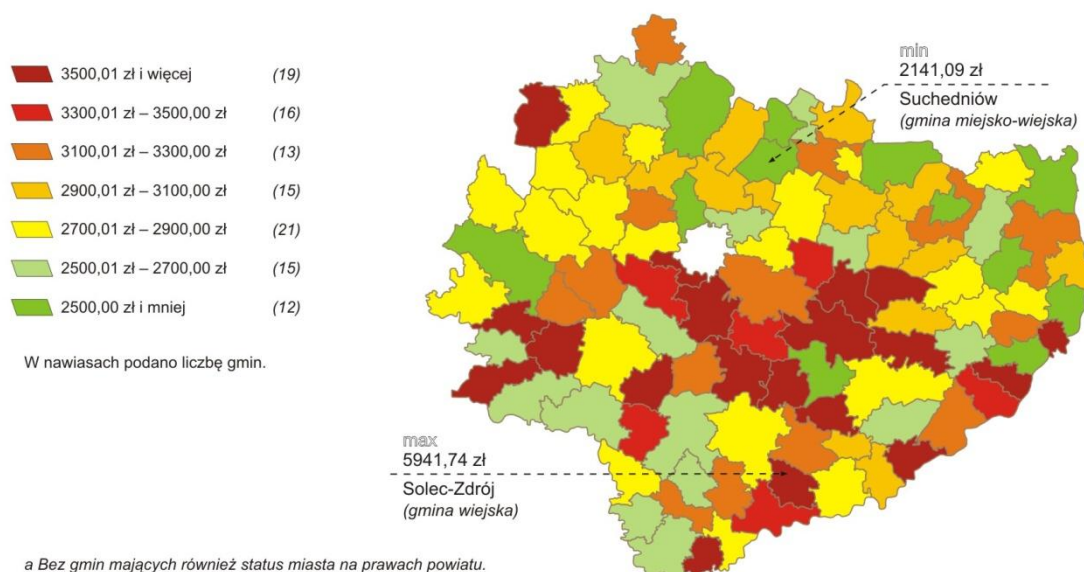 3500,01 zł i więcej (19)
3300,01 zł – 3500,00 zł (16)
3100,01 zł – 3300,00 zł (13)
2900,01 zł – 3100,00 zł (15)
2700,01 zł – 2900,00 zł (21)
2500,01 zł – 2700,00 zł (15)
2500,00 zł i mniej (12)
W nawiasach podano liczbę gmin.
min
2141,09 zł
Suchedniów
(gmina miejsko-wiejska)
max
5941,74 zł
Solec-Zdrój
(gmina wiejska)
a Bez gmin mających również status miasta na prawach powiatu.